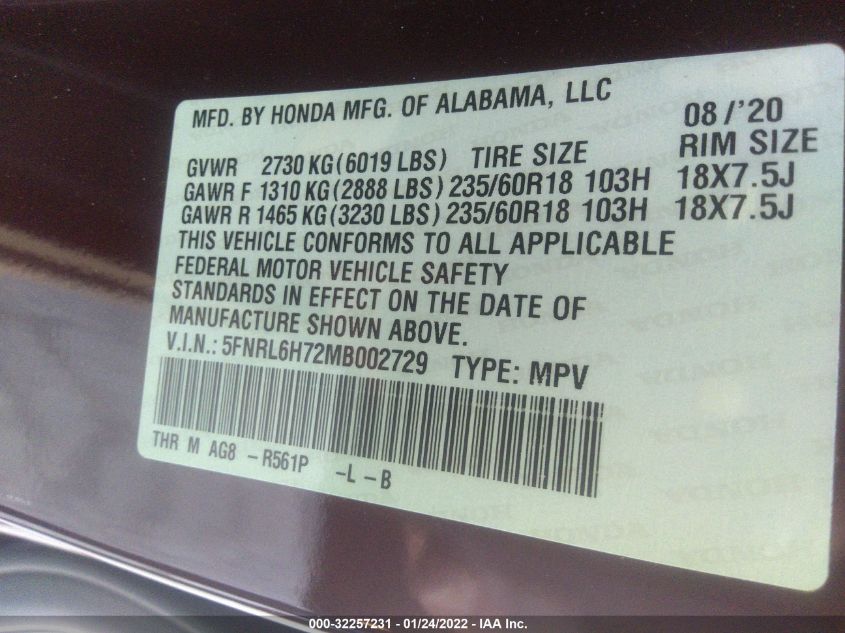 MFD. BY HONDA MFG. OF ALABAMA, LLC 08/'20
GVWR 2730 KG (6019 LBS) TIRE SIZE RIM SIZE
GAWR F 1310 KG (2888 LBS) 235/60R18 103H 18X7.5J
GAWR R 1465 KG (3230 LBS) 235/60R18 103H 18X7.5J
THIS VEHICLE CONFORMS TO ALL APPLICABLE
FEDERAL MOTOR VEHICLE SAFETY
STANDARDS IN EFFECT ON THE DATE OF
MANUFACTURE SHOWN ABOVE.
V.I.N.: 5FNRL6H72MB002729 TYPE: MPV
THR M AG8 -R561P -L-B
000-32257231 - 01/24/2022 - IAA Inc.